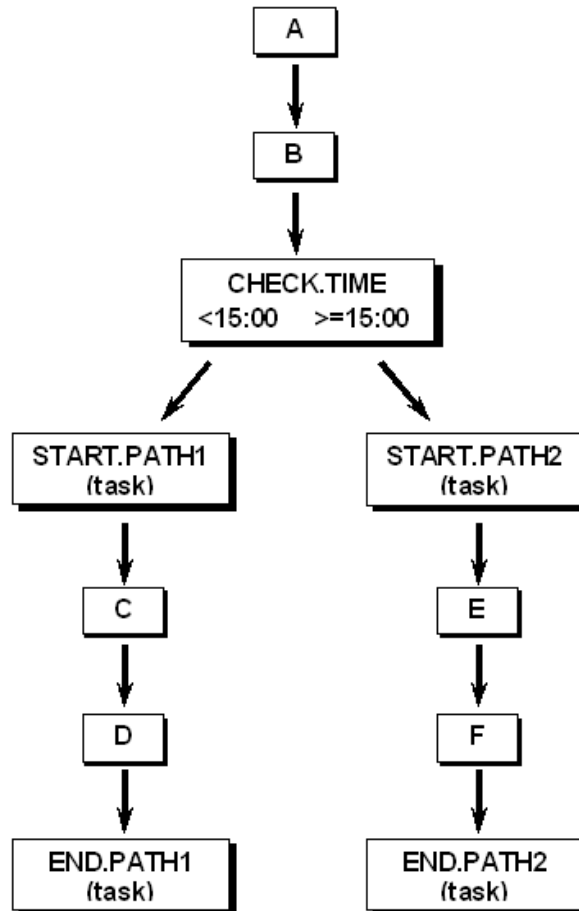 A
B
CHECK.TIME
<15:00 >=15:00
START.PATH1
(task)
START.PATH2
(task)
C
E
D
F
END.PATH1
(task)
END.PATH2
(task)